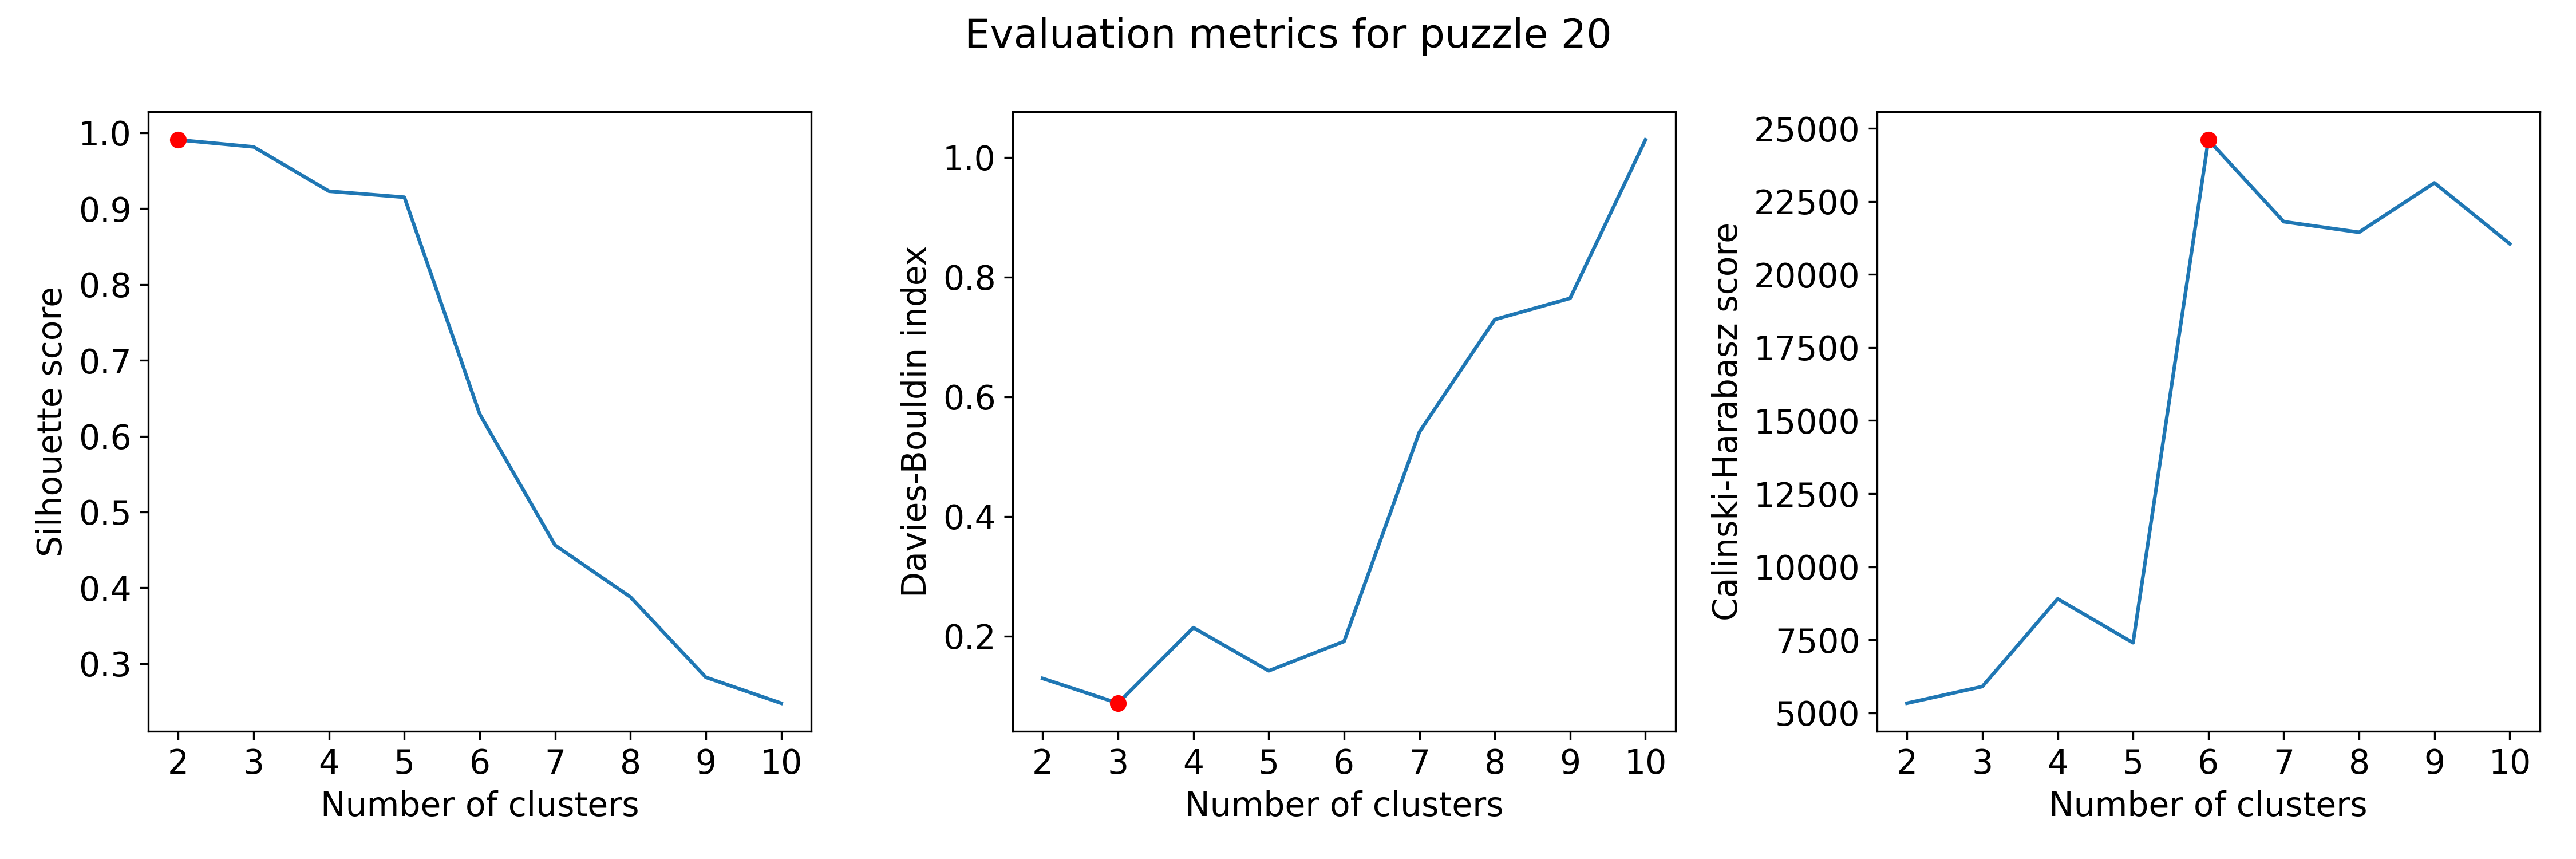 Evaluation metrics for puzzle 20
Silhouette score
1.0
0.9
0.8
0.7
0.6
0.5
0.4
0.3
2 3 4 5 6 7 8 9 10
Number of clusters
Davies-Bouldin index
1.0
0.8
0.6
0.4
0.2
2 3 4 5 6 7 8 9 10
Number of clusters
Calinski-Harabasz score
25000
22500
20000
17500
15000
12500
10000
7500
5000
2 3 4 5 6 7 8 9 10
Number of clusters